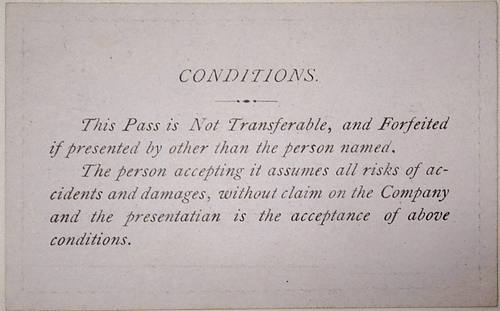 CONDITIONS.
This Pass is Not Transferable, and Forfeited
if presented by other than the person named.
The person accepting it assumes all risks of ac-
cidents and damages, without claim on the Company
and the presentatian is the acceptance of above
conditions.